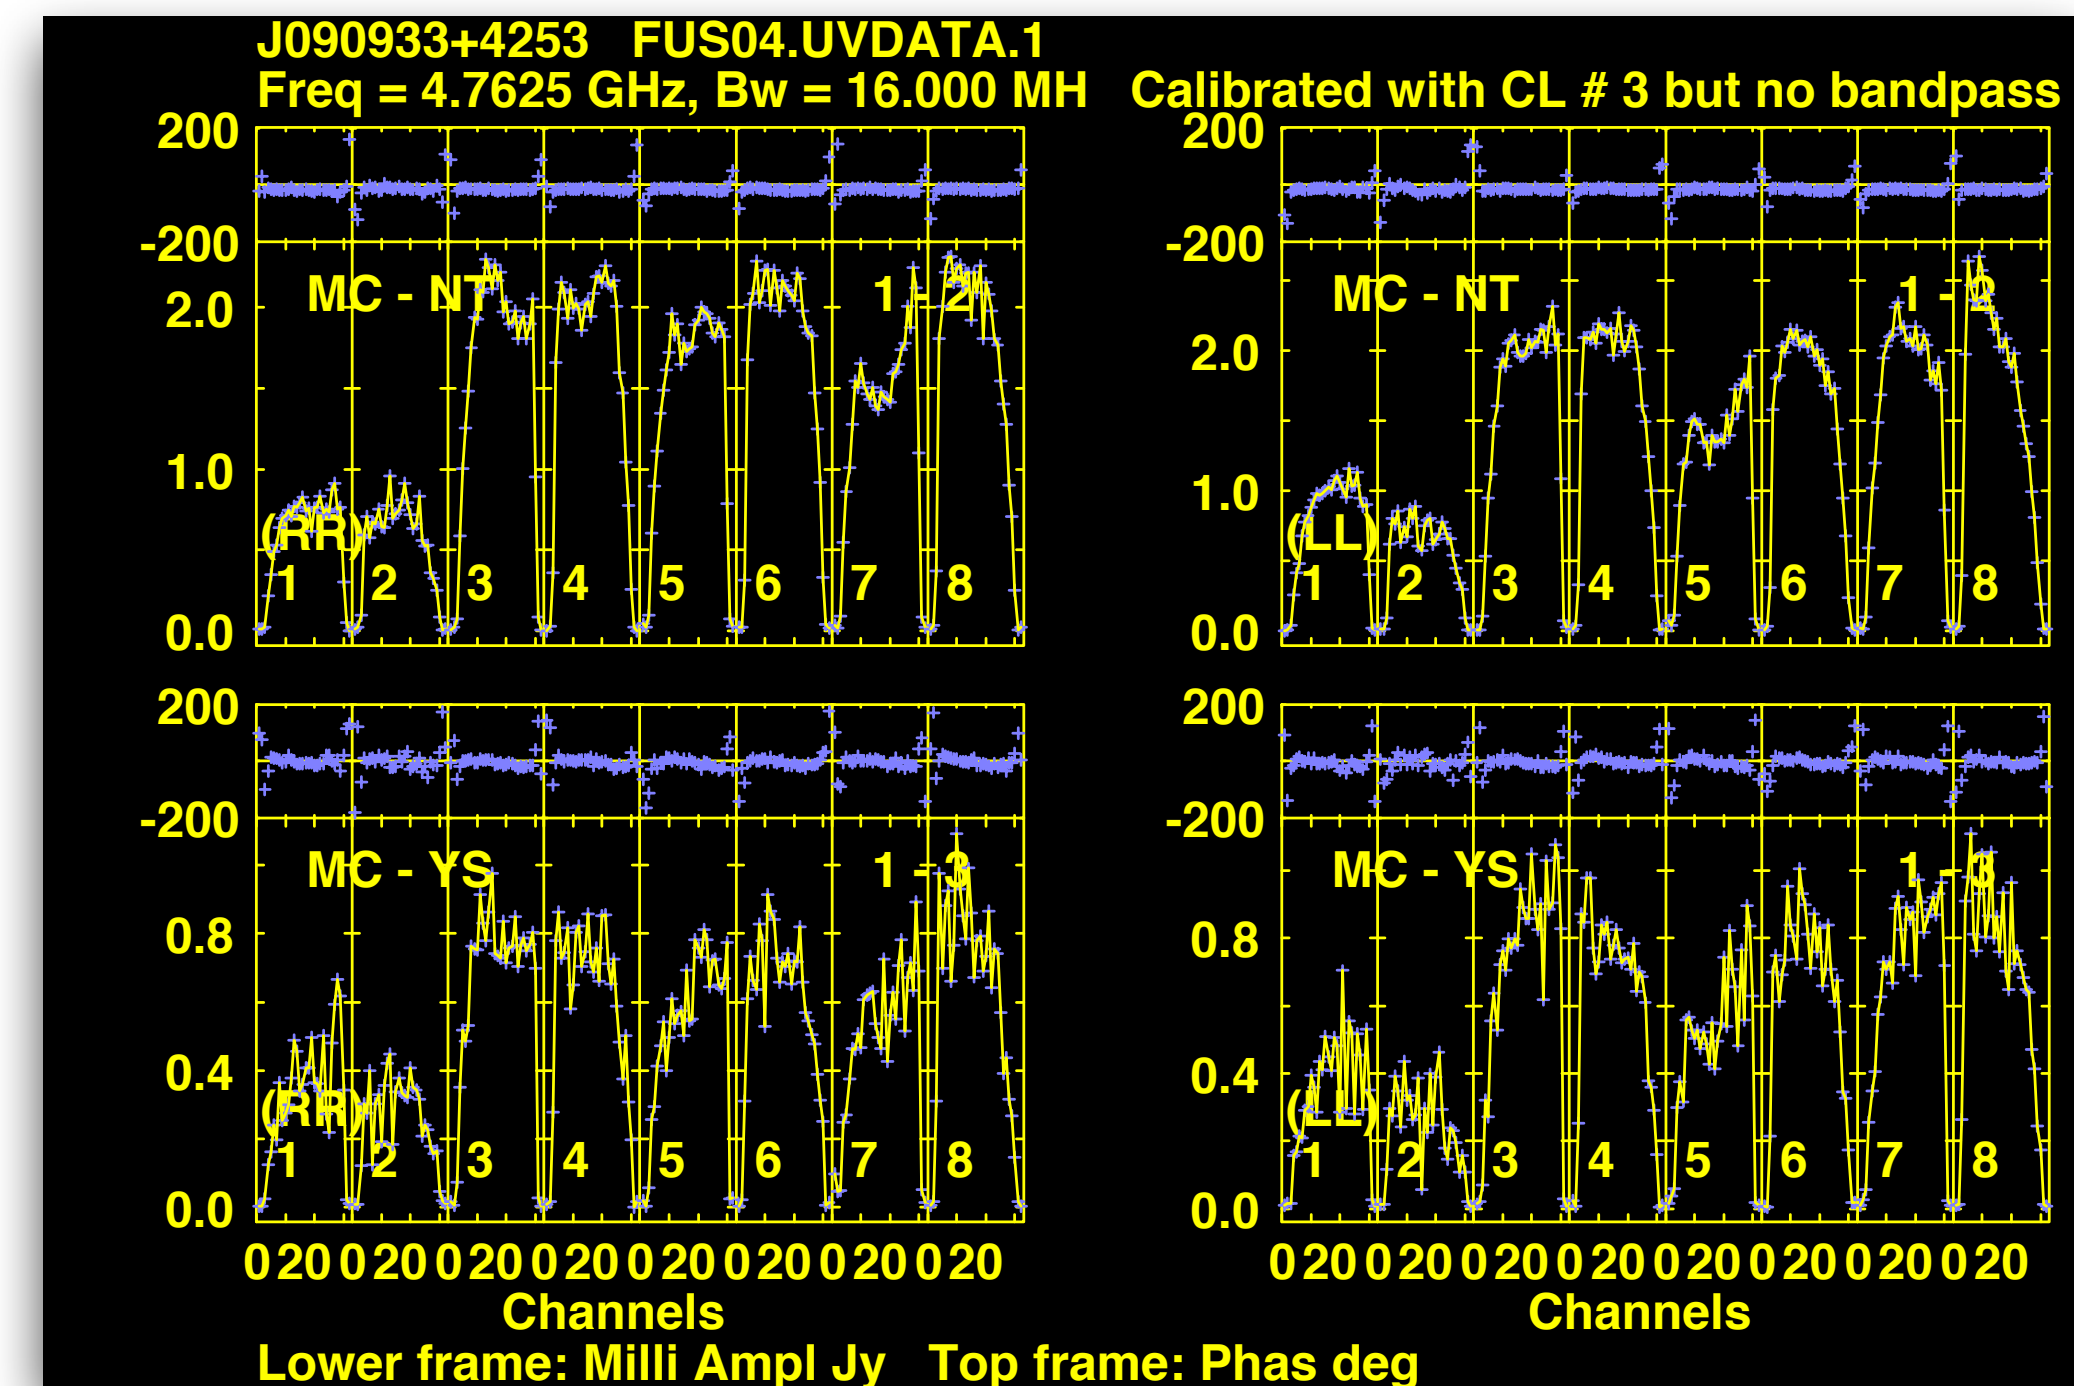 J090933+4253 FUS04.UVDATA.1
Freq = 4.7625 GHz, Bw = 16.000 MH Calibrated with CL # 3 but no bandpass
200 200
-200 -200
MC - NT 1 - 2 MC - NT 1 - 2
2.0 2.0
1.0 1.0
(RR) (LL)
1 2 3 4 5 6 7 8 1 2 3 4 5 6 7 8
0.0 0.0
200 200
-200 -200
MC - YS 1 - 3 MC - YS 1 - 3
0.8 0.8
0.4 0.4
(RR) (LL)
1 2 3 4 5 6 7 8 1 2 3 4 5 6 7 8
0.0 0.0
0 20 0 20 0 20 0 20 0 20 0 20 0 20 0 20 0 20 0 20 0 20 0 20 0 20 0 20 0 20 0 20
Channels Channels
Lower frame: Milli Ampl Jy Top frame: Phas deg